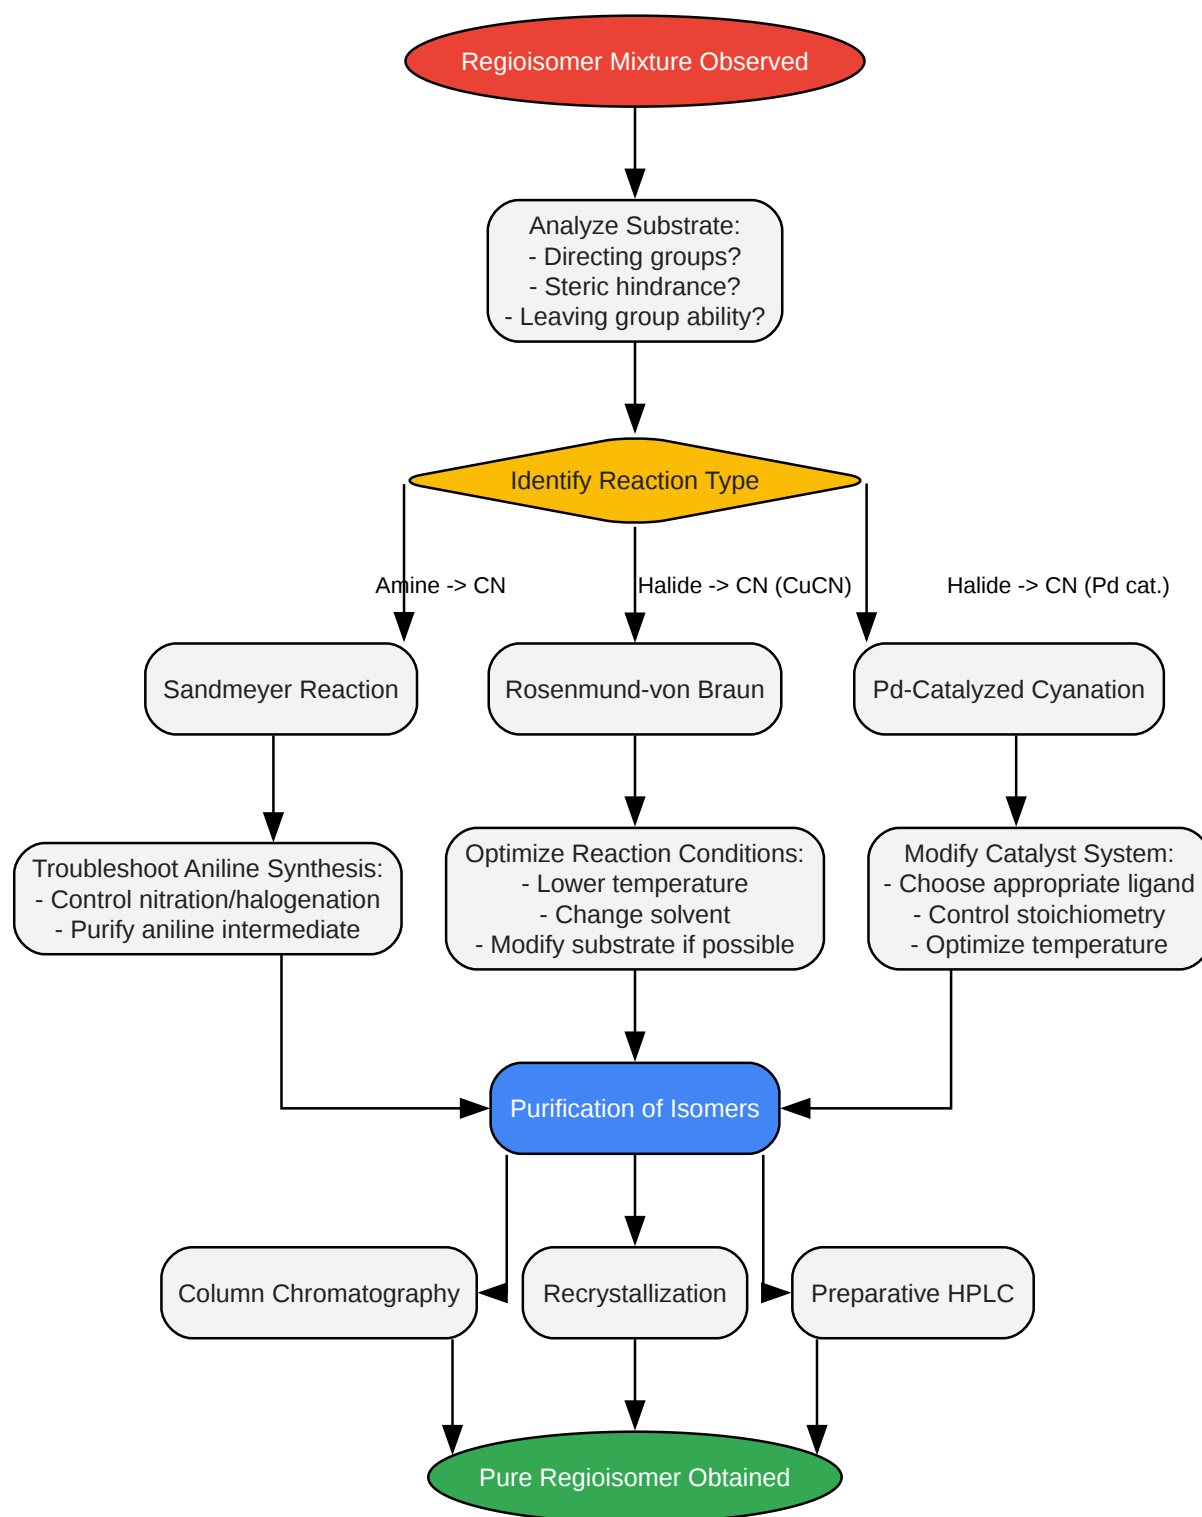 Regioisomer Mixture Observed
Analyze Substrate:
- Directing groups?
- Steric hindrance?
- Leaving group ability?
Identify Reaction Type
Amine -> CN
Halide -> CN (CuCN)
Halide -> CN (Pd cat.)
Sandmeyer Reaction
Rosenmund-von Braun
Pd-Catalyzed Cyanation
Troubleshoot Aniline Synthesis:
- Control nitration/halogenation
- Purify aniline intermediate
Optimize Reaction Conditions:
- Lower temperature
- Change solvent
- Modify substrate if possible
Modify Catalyst System:
- Choose appropriate ligand
- Control stoichiometry
- Optimize temperature
Purification of Isomers
Column Chromatography
Recrystallization
Preparative HPLC
Pure Regioisomer Obtained